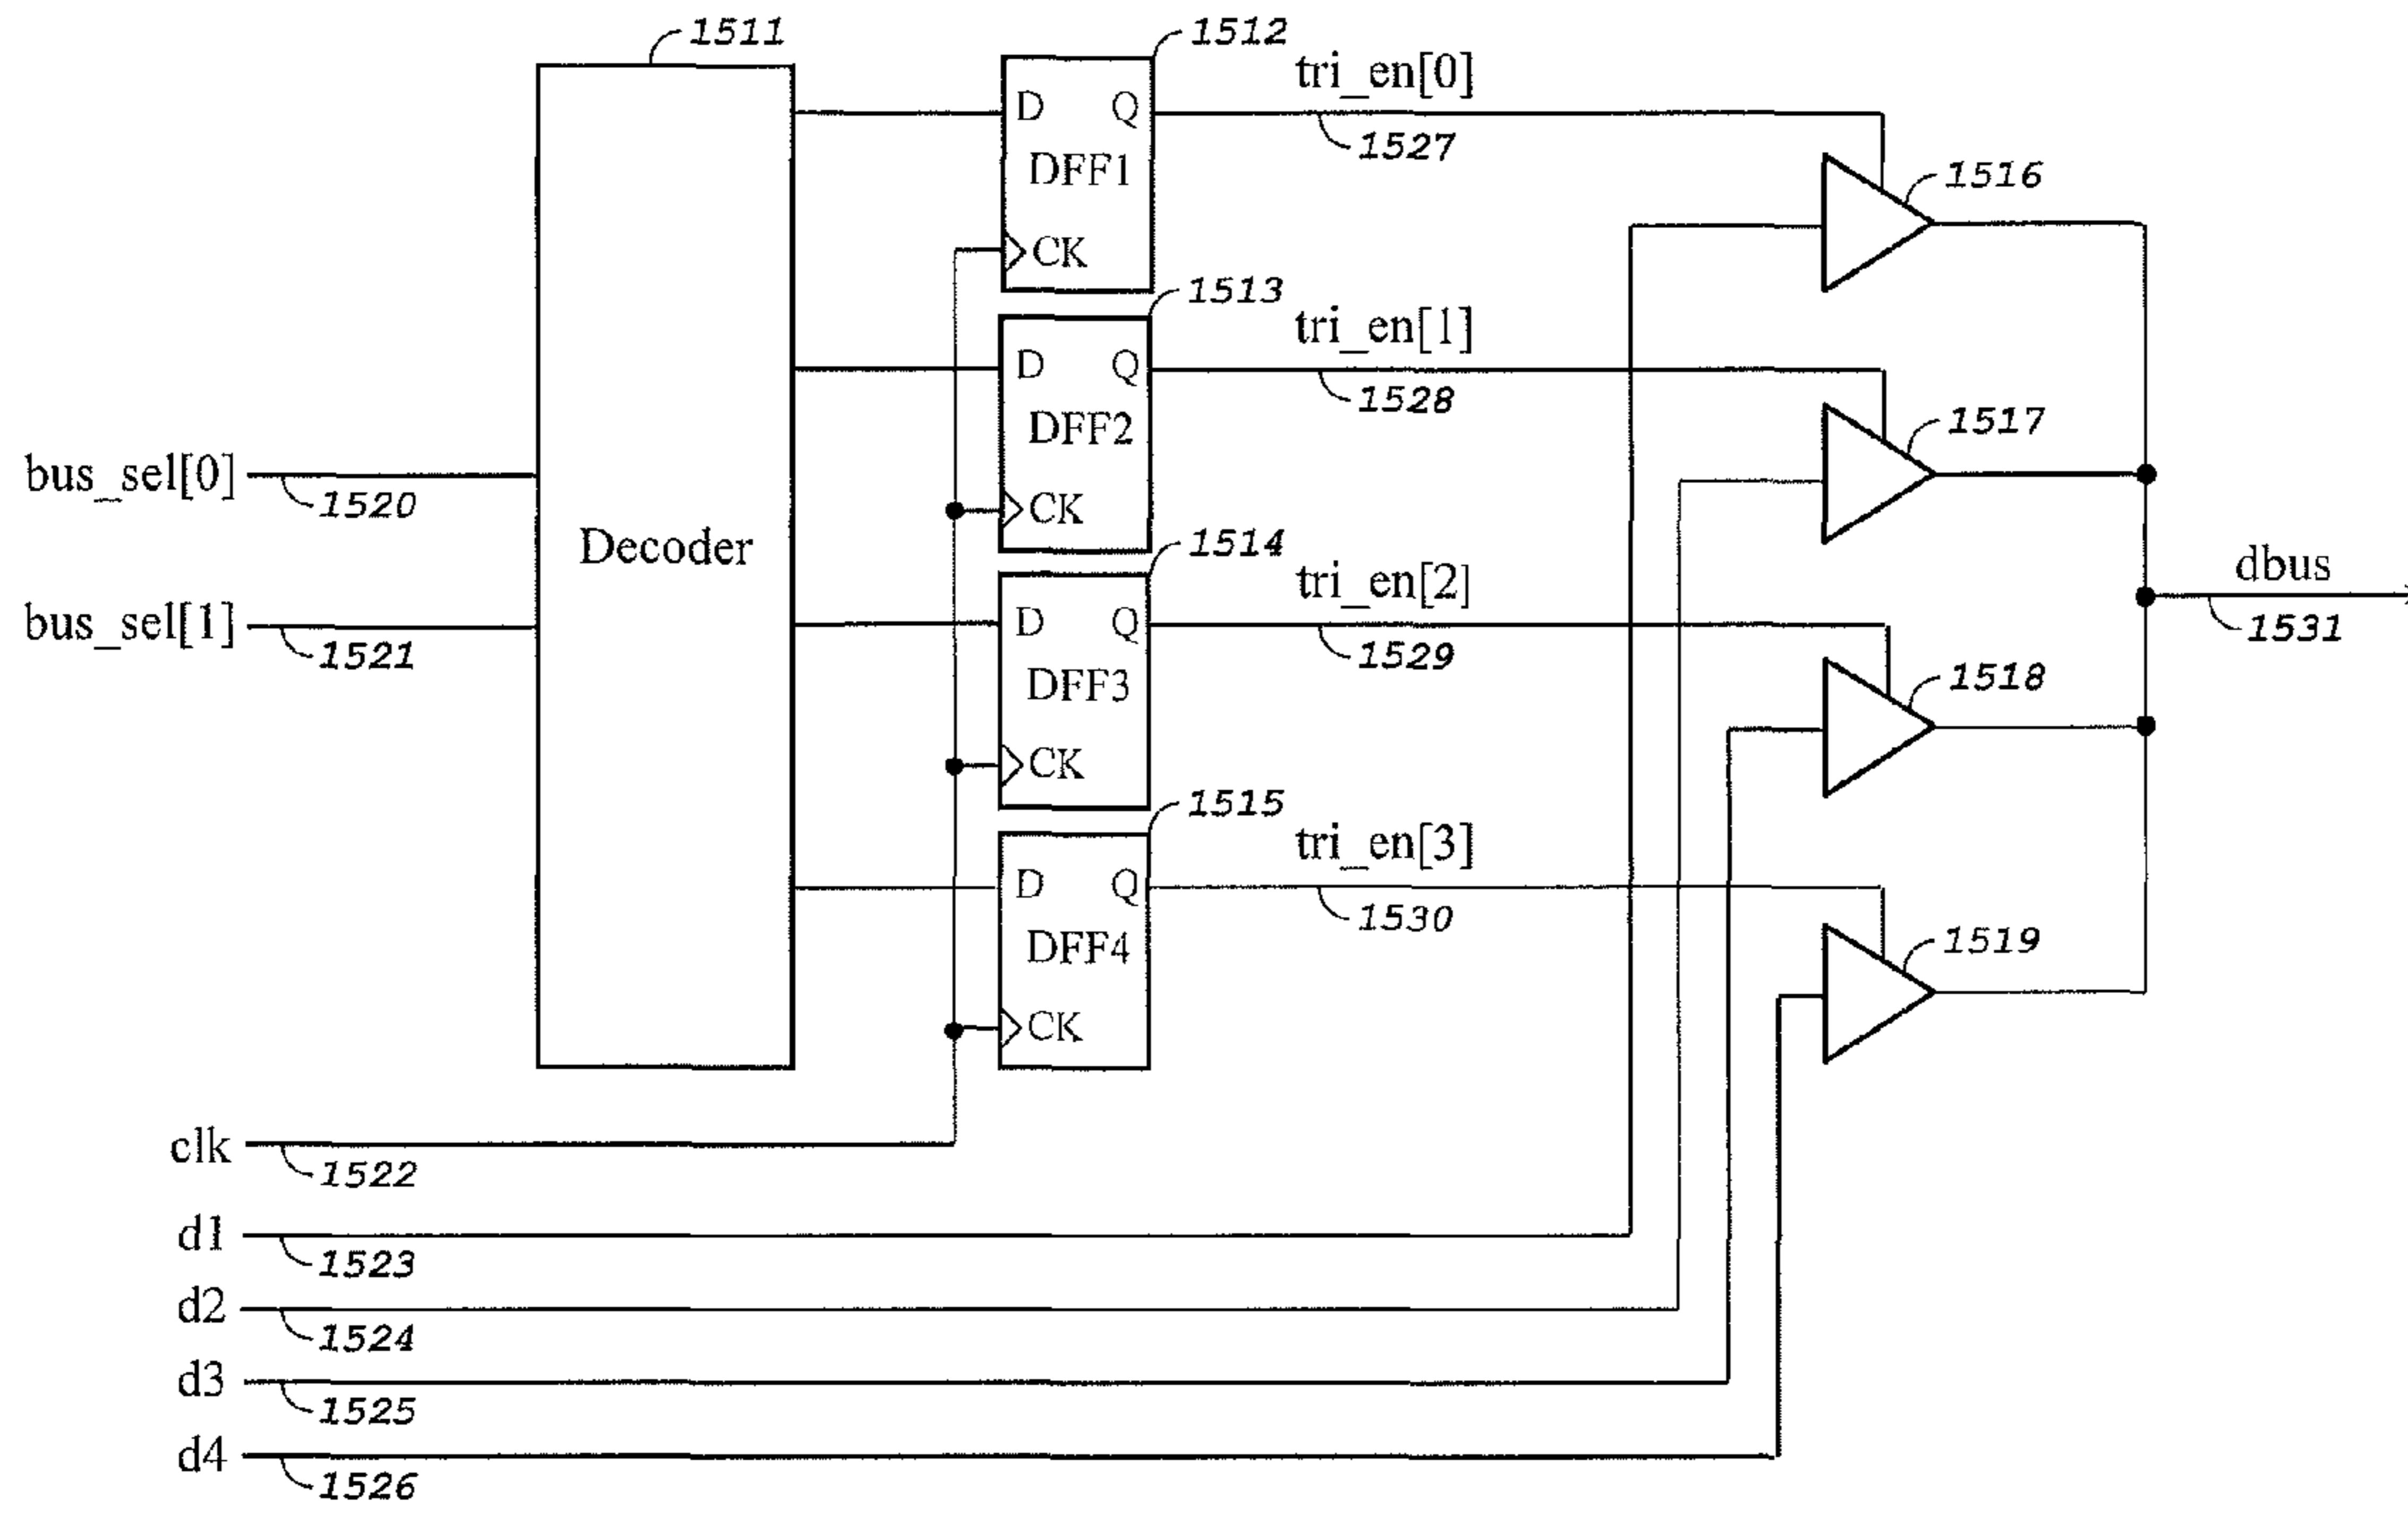 1511
1512
tri_en[0]
D Q
1527
DFF1
1516
CK
1513
tri_en[1]
D Q
1528
DFF2
1517
bus_sel[0]
1520
CK
Decoder
1514
tri_en[2]
dbus
bus_sel[1]
D Q
1531
1521
1529
DFF3
1518
CK
1515
tri_en[3]
D Q
1530
DFF4
1519
CK
clk
1522
d1
1523
d2
1524
d3
1525
d4
1526